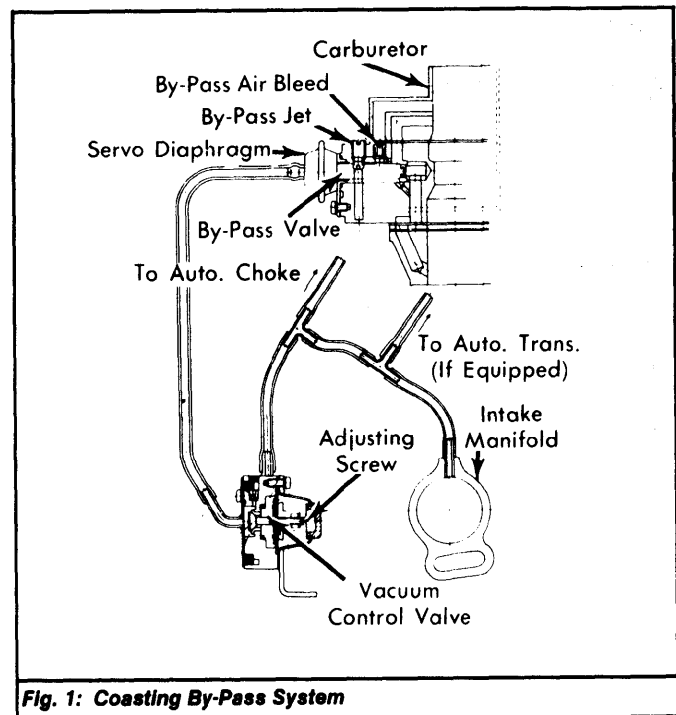 Carburetor
By-Pass Air Bleed
By-Pass Jet
Servo Diaphragm
By-Pass Valve
To Auto. Choke
To Auto. Trans.
(If Equipped)
Intake
Manifold
Adjusting
Screw
Vacuum
Control Valve
Fig. 1: Coasting By-Pass System